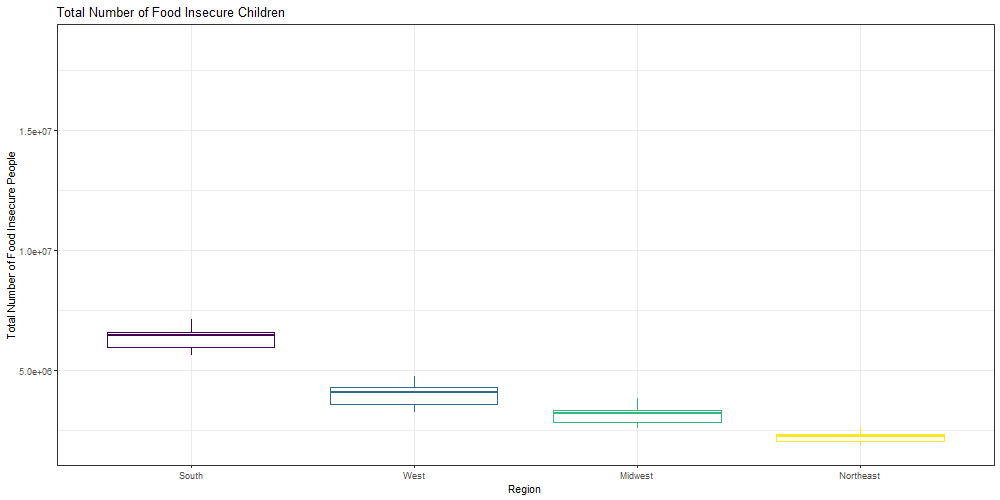 Total Number of Food Insecure Children
Total Number of Food Insecure People
1.5e+07
1.0e+07
5.0e+06
South West Midwest Northeast
Region